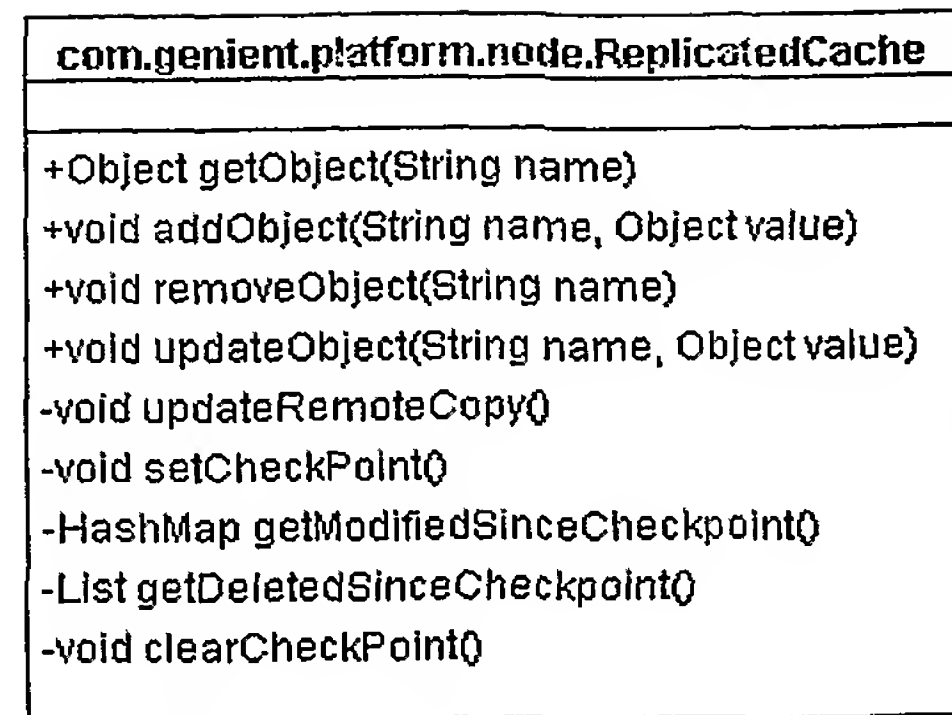 com.genient.platform.node.ReplicatedCache
+Object getObject(String name)
+void addObject(String name, Object value)
+void removeObject(String name)
+void updateObject(String name, Object value)
-void updateRemoteCopy()
-void setCheckPoint()
-HashMap getModifiedSinceCheckpoint()
-List getDeletedSinceCheckpoint()
-void clearCheckPoint()